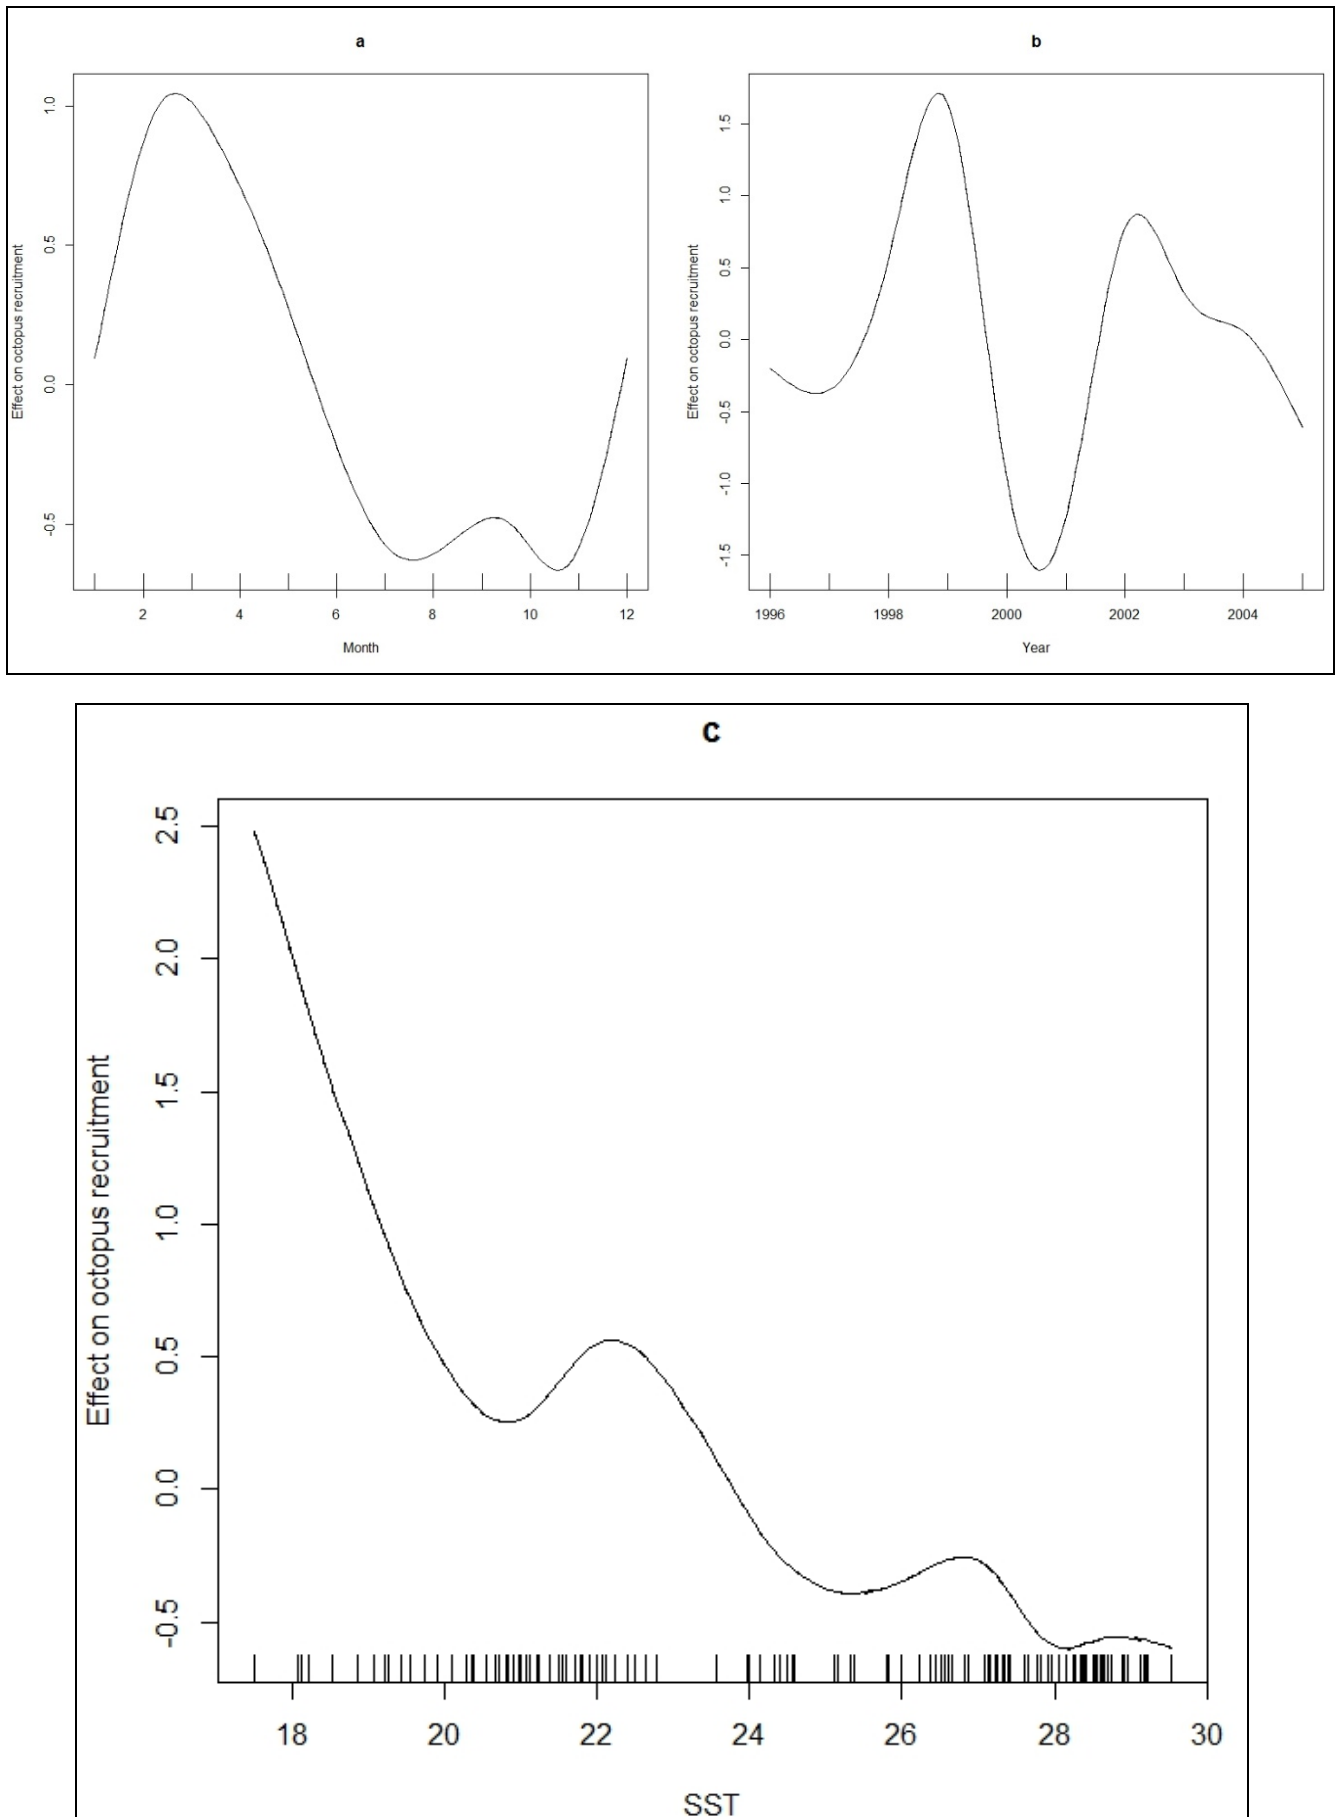 a
1.0
0.5
0.0
-0.5
Effect on octopus recruitment
2 4 6 8 10 12
Month
b
1.5
1.0
0.5
0.0
-0.5
-1.0
-1.5
Effect on octopus recruitment
1996 1998 2000 2002 2004
Year
c
2.5
2.0
1.5
1.0
0.5
0.0
-0.5
Effect on octopus recruitment
18 20 22 24 26 28 30
SST